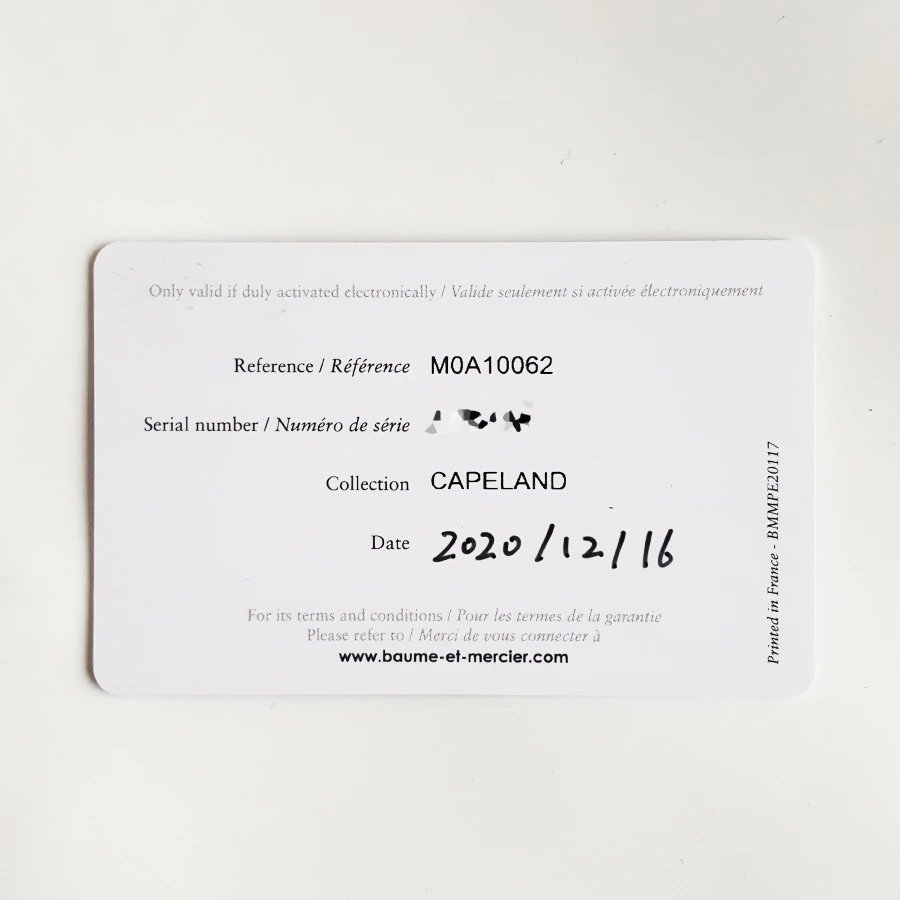 Only valid if duly activated electronically / Valide seulement si activée électroniquement
Reference / Référence M0A10062
Serial number / Numéro de série
Collection CAPELAND
Date 2020/12/16
For its terms and conditions / Pour les termes de la garantie
Please refer to / Merci de vous connecter à
www.baume-et-mercier.com
Printed in France - BMMPE20117